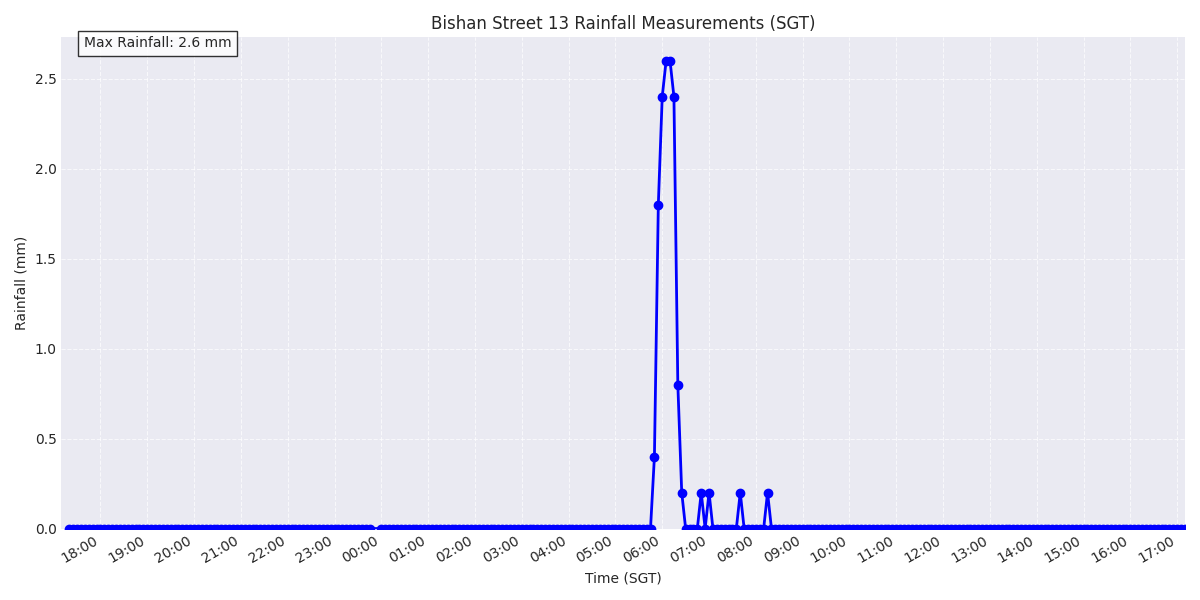 Bishan Street 13 Rainfall Measurements (SGT)
Max Rainfall: 2.6 mm
2.5
2.0
1.5
1.0
0.5
0.0
Rainfall (mm)
18:00 19:00 20:00 21:00 22:00 23:00 00:00 01:00 02:00 03:00 04:00 05:00 06:00 07:00 08:00 09:00 10:00 11:00 12:00 13:00 14:00 15:00 16:00 17:00
Time (SGT)